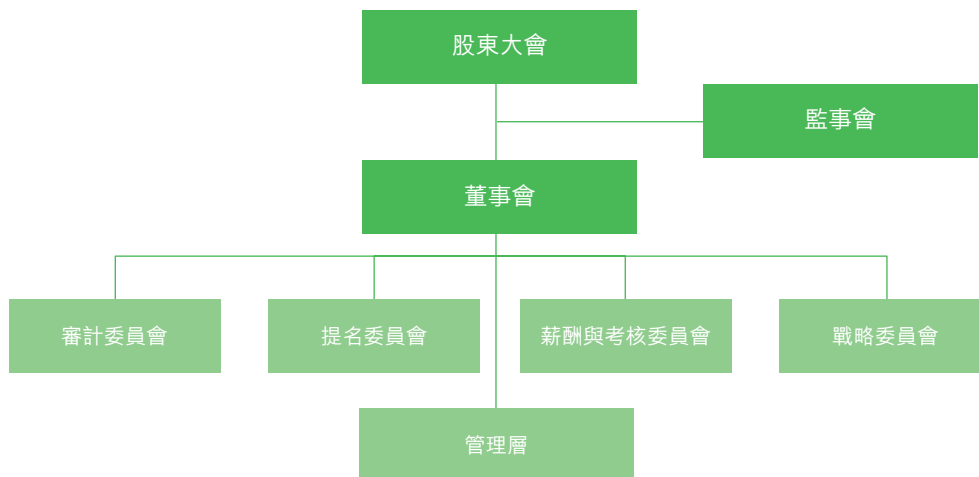 股東大會
監事會
董事會
審計委員會
提名委員會
薪酬與考核委員會
戰略委員會
管理層